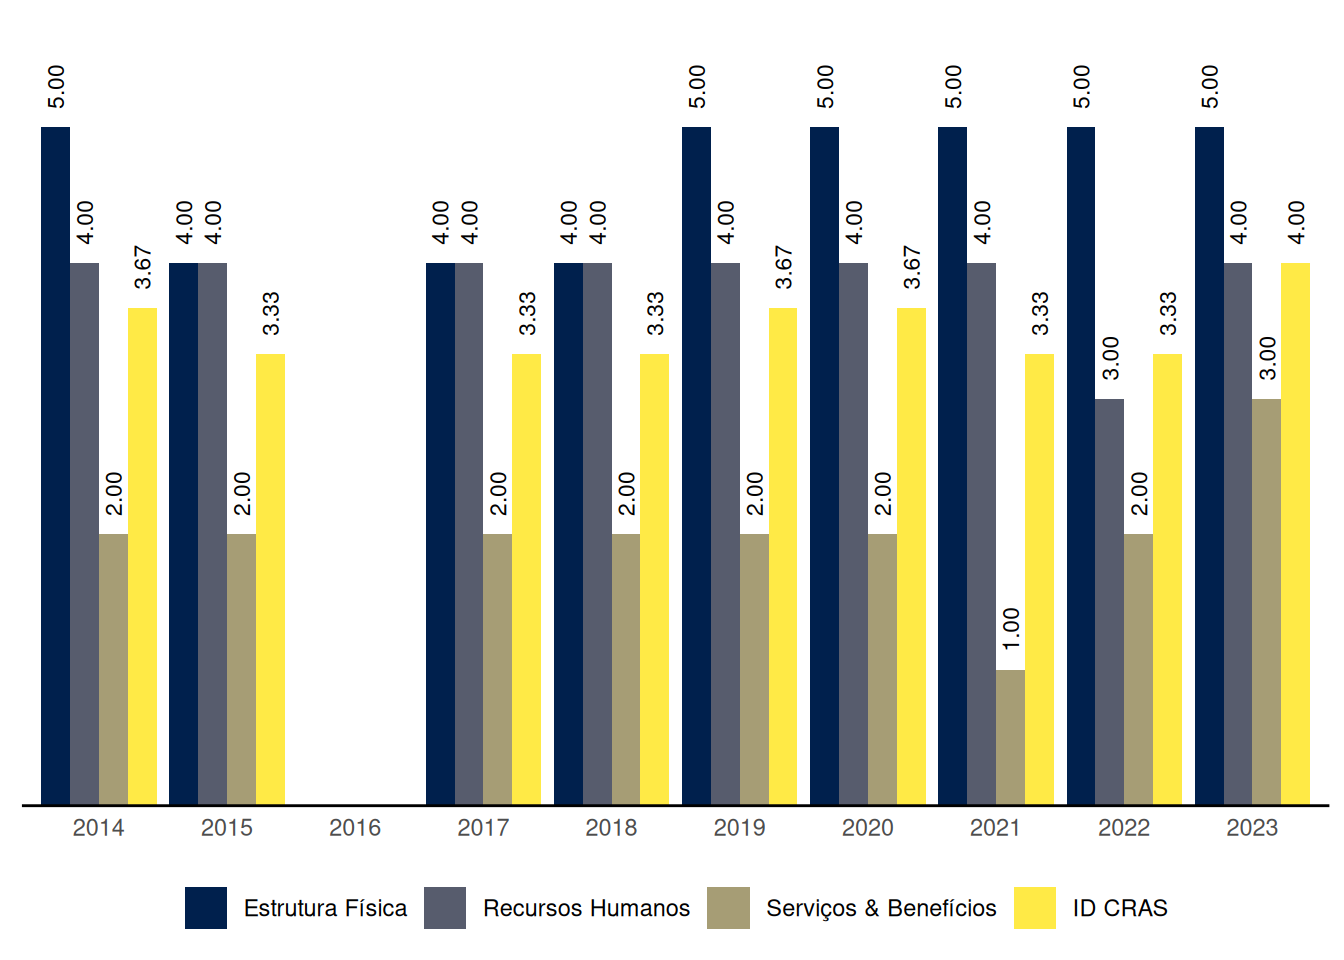 5.00 4.00 2.00 3.67 4.00 4.00 2.00 3.33 4.00 4.00 2.00 3.33 4.00 4.00 2.00 3.33 5.00 4.00 2.00 3.67 5.00 4.00 2.00 3.67 5.00 4.00 1.00 3.33 5.00 3.00 2.00 3.33 5.00 4.00 3.00 4.00
2014 2015 2016 2017 2018 2019 2020 2021 2022 2023
Estrutura Física Recursos Humanos Serviços & Benefícios ID CRAS